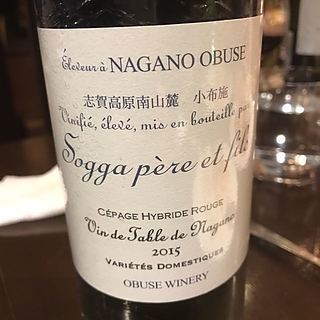 Éleveur à NAGANO OBUSE
志賀高原南山麓 小布施
Vinifié, élevé, mis en bouteille par
Sogga père et fils
CÉPAGE HYBRIDE ROUGE
Vin de Table de Nagano
2015
VARIÉTÉS DOMESTIQUES
OBUSE WINERY